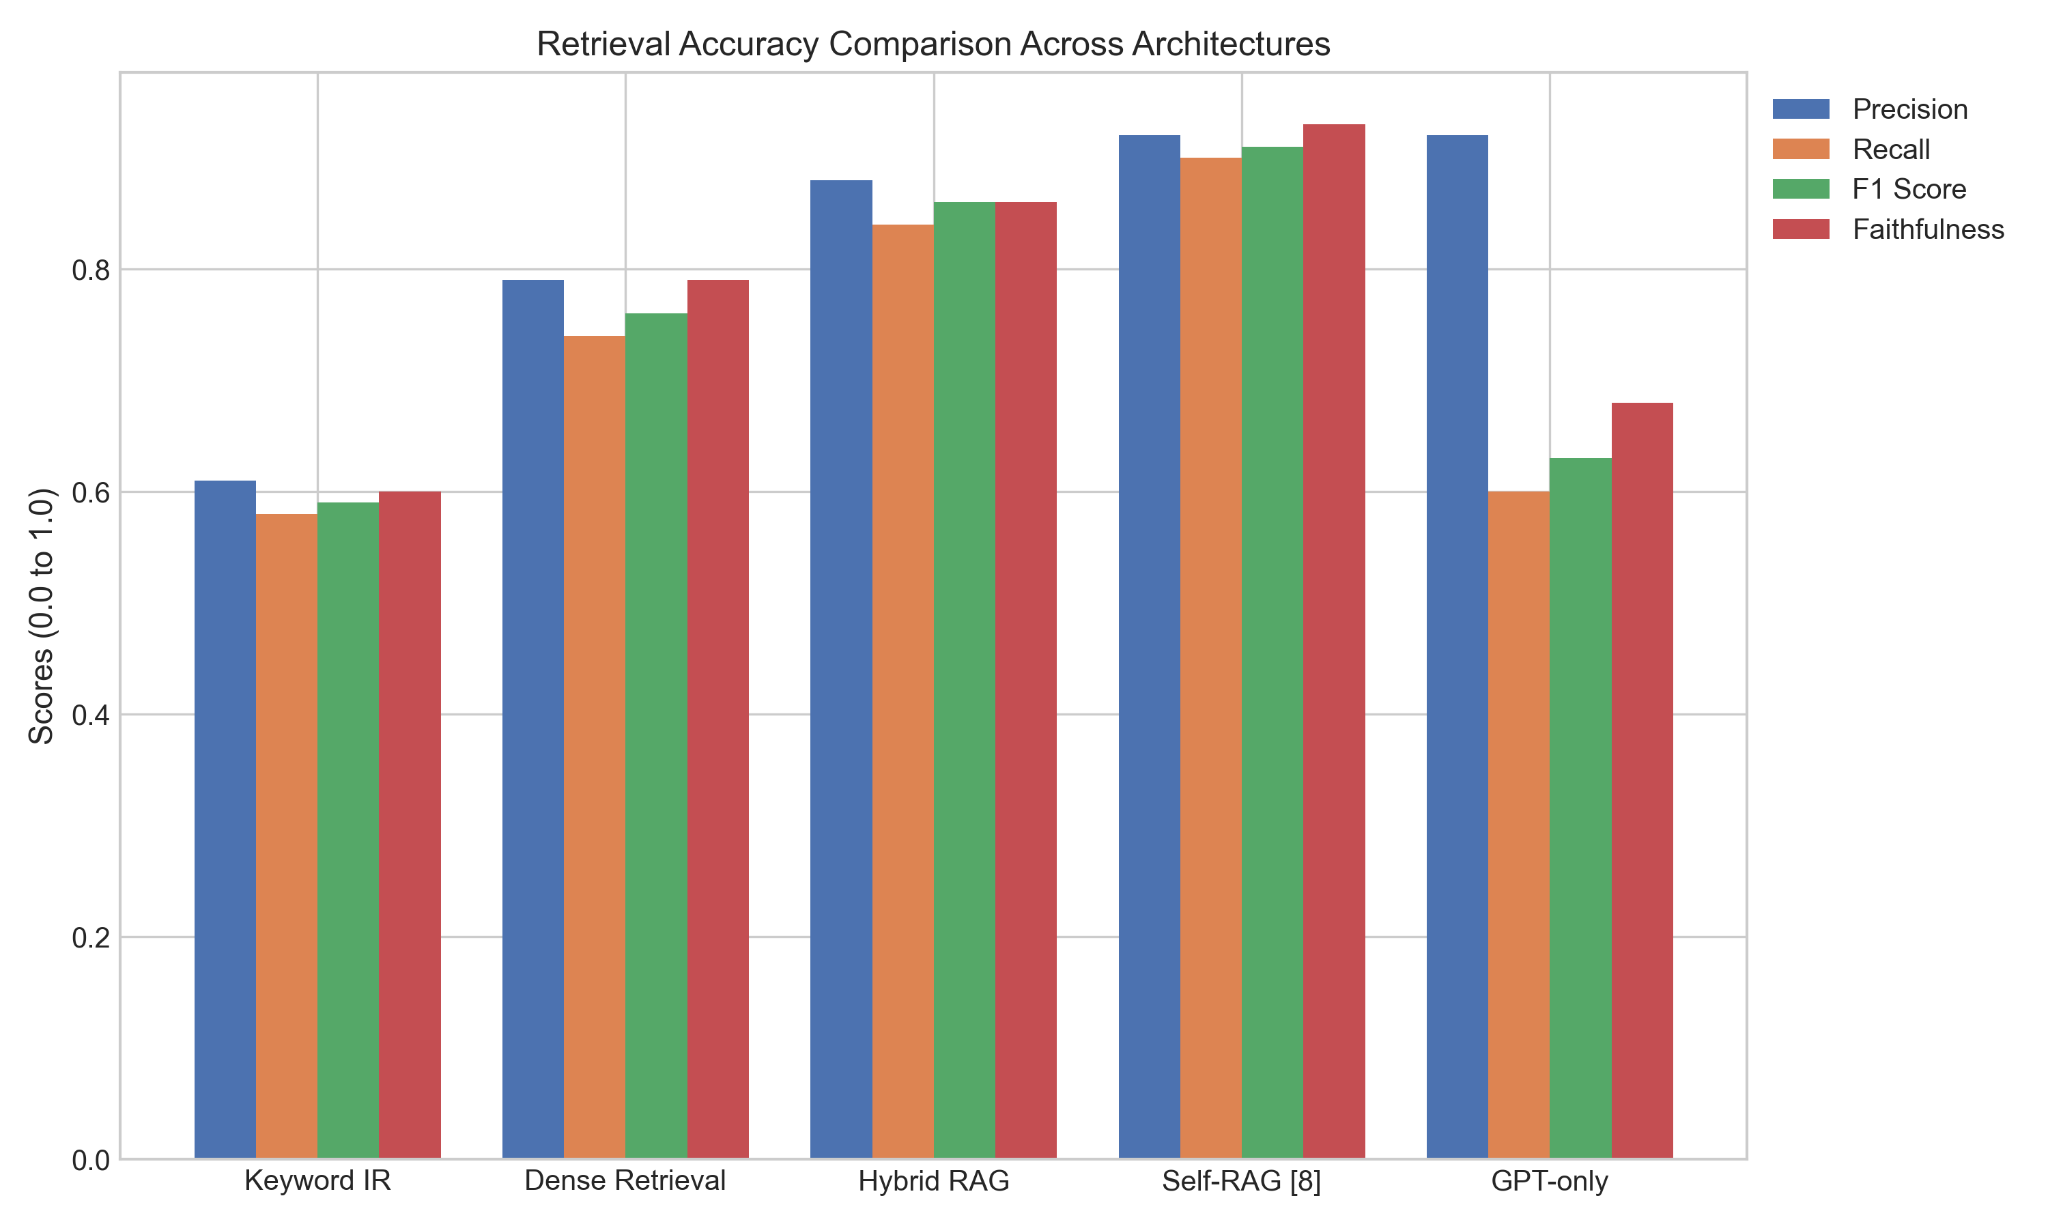 Retrieval Accuracy Comparison Across Architectures
Precision
Recall
F1 Score
Faithfulness
Scores (0.0 to 1.0)
0.8
0.6
0.4
0.2
0.0
Keyword IR
Dense Retrieval
Hybrid RAG
Self-RAG [8]
GPT-only